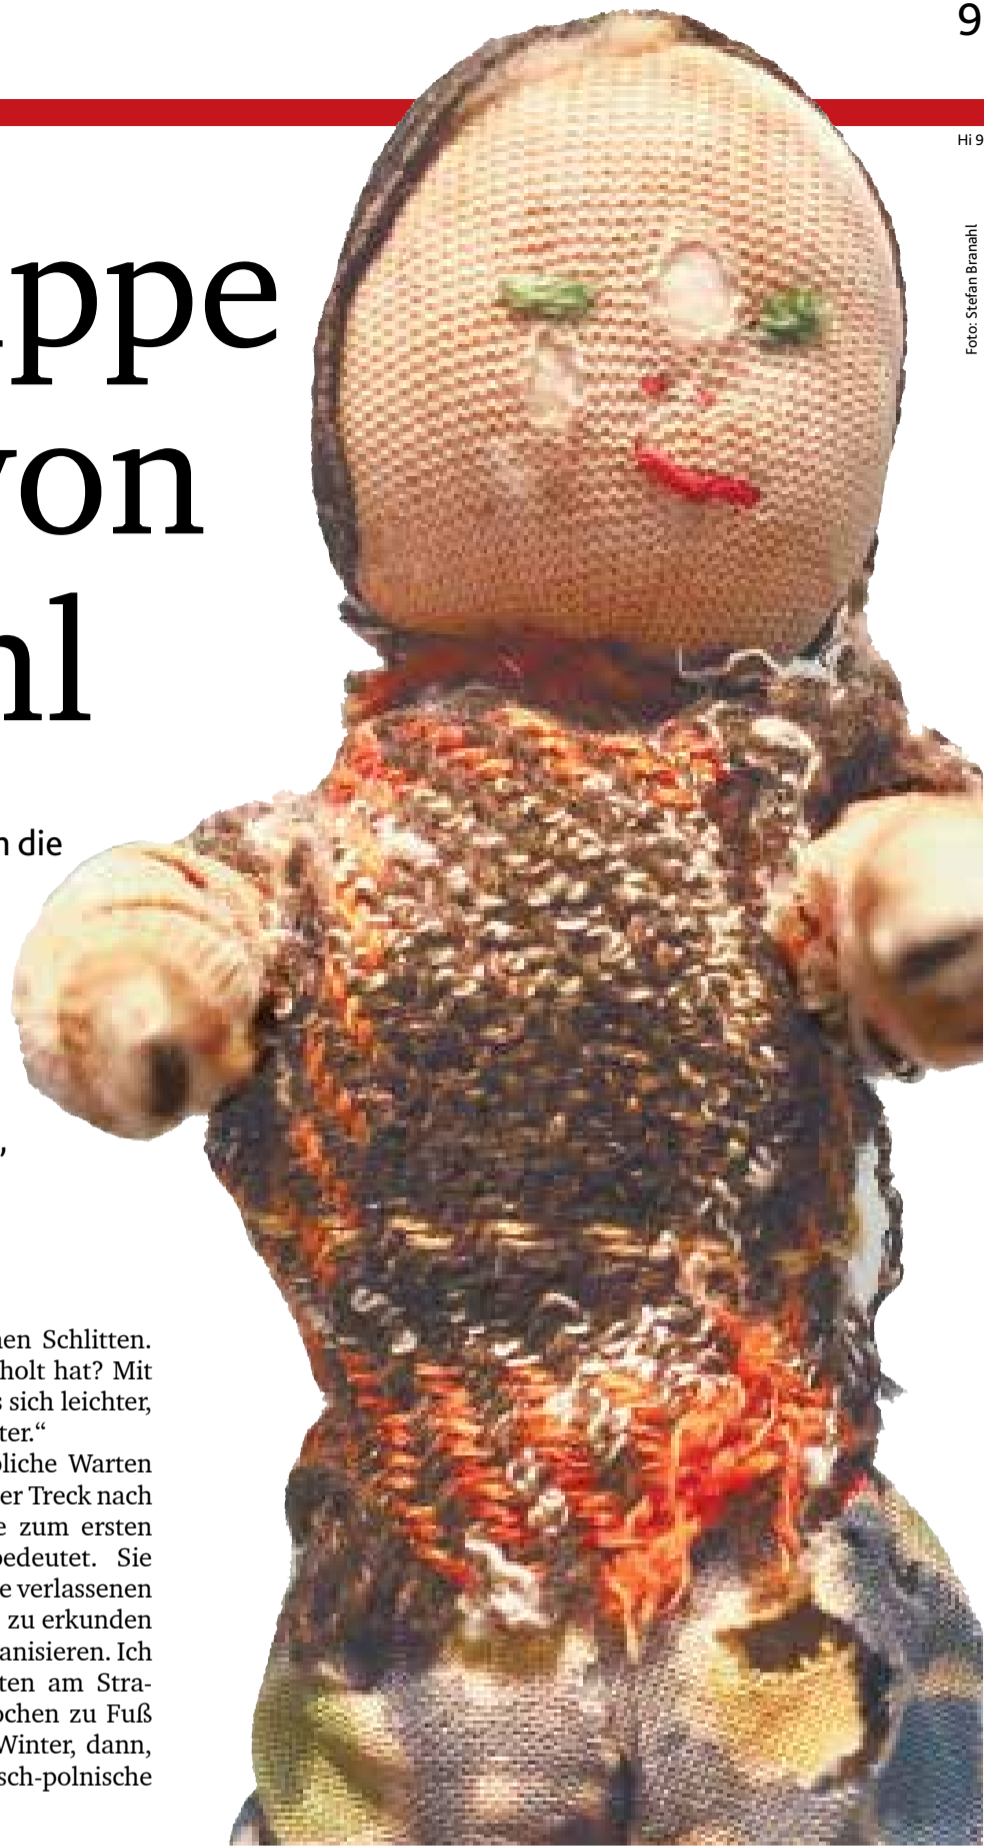 9
Hi 9
Foto: Stefan Branahl
ppe
von
hl
n die
,
en Schlitten.
holt hat? Mit
s sich leichter,
ter.“
liche Warten
er Treck nach
e zum ersten
bedeutet. Sie
e verlassenen
zu erkunden
anisieren. Ich
ten am Stra-
ochen zu Fuß
Winter, dann,
sch-polnische